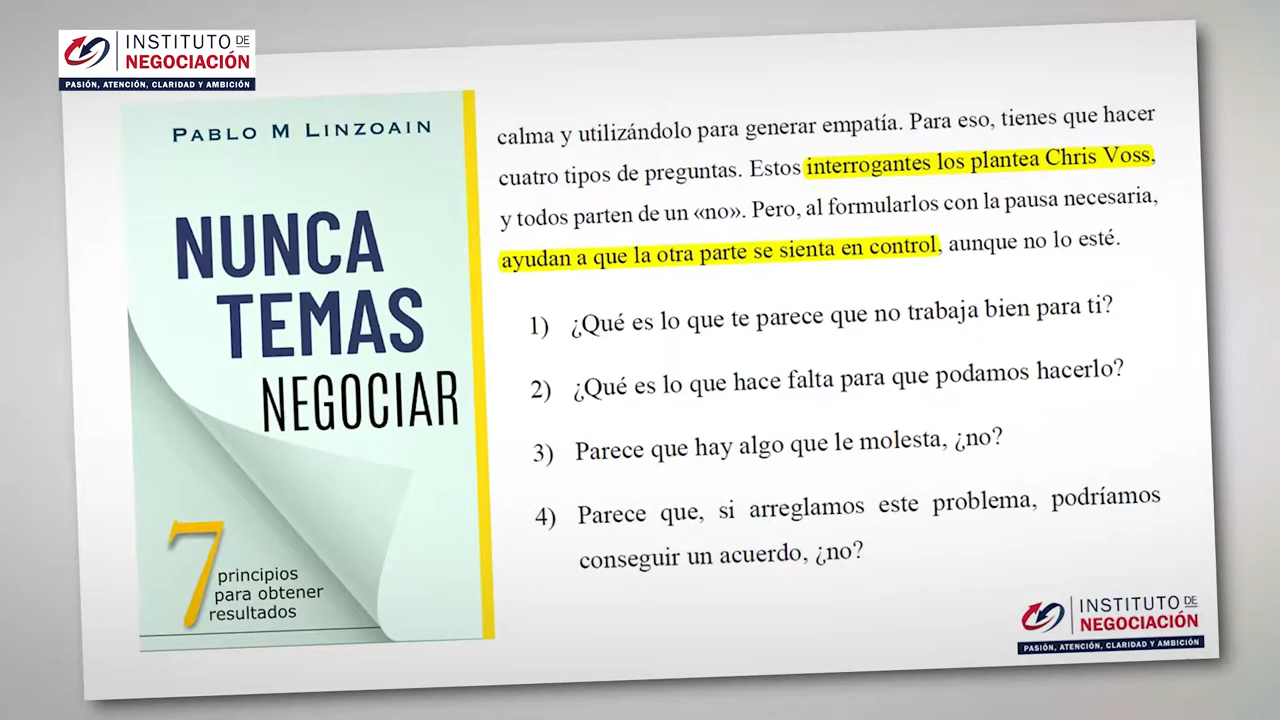 INSTITUTO DE
NEGOCIACIÓN
PASIÓN, ATENCIÓN, CLARIDAD Y AMBICIÓN
PABLO M LINZOAIN
NUNCA
TEMAS
NEGOCIAR
7 principios
para obtener
resultados
calma y utilizándolo para generar empatía. Para eso, tienes que hacer
cuatro tipos de preguntas. Estos interrogantes los plantea Chris Voss,
y todos parten de un «no». Pero, al formularlos con la pausa necesaria,
ayudan a que la otra parte se sienta en control, aunque no lo esté.
1) ¿Qué es lo que te parece que no trabaja bien para ti?
2) ¿Qué es lo que hace falta para que podamos hacerlo?
3) Parece que hay algo que le molesta, ¿no?
4) Parece que, si arreglamos este problema, podríamos
conseguir un acuerdo, ¿no?
INSTITUTO DE
NEGOCIACIÓN
PASIÓN, ATENCIÓN, CLARIDAD Y AMBICIÓN